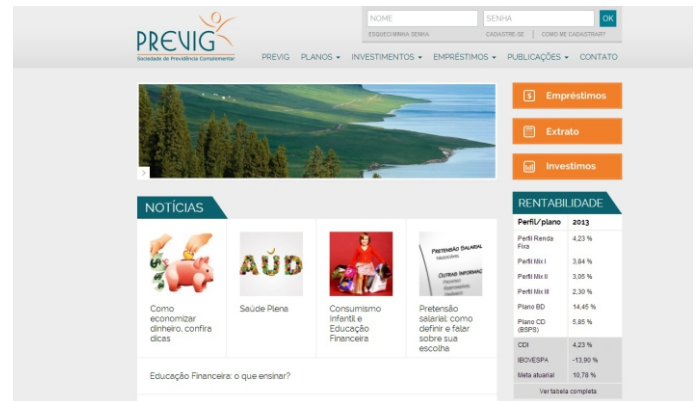 NOME
SENHA
OK
ESQUECI MINHA SENHA
CADASTRE-SE
COMO ME CADASTRAR?
PREVIG
Sociedade de Previdência Complementar
PREVIG
PLANOS
INVESTIMENTOS
EMPRÉSTIMOS
PUBLICAÇÕES
CONTATO
Empréstimos
Extrato
Investimos
NOTÍCIAS
AÚD
PRETENSÃO SALARIAL
Como
economizar
dinheiro, confira
dicas
Saúde Plena
Consumismo
Infantil e
Educação
Financeira
Pretensão
salarial: como
definir e falar
sobre sua
escolha
Educação Financeira: o que ensinar?
RENTABILIDADE
Perfil/plano 2013
Perfil Renda
Fixa 4,23 %
Perfil Mix I 3,84 %
Perfil Mix II 3,05 %
Perfil Mix III 2,30 %
Plano BD 14,45 %
Plano CD
(BSPS) 5,85 %
CDI 4,23 %
IBOVESPA -13,90 %
Meta atuarial 10,78 %
Ver tabela completa